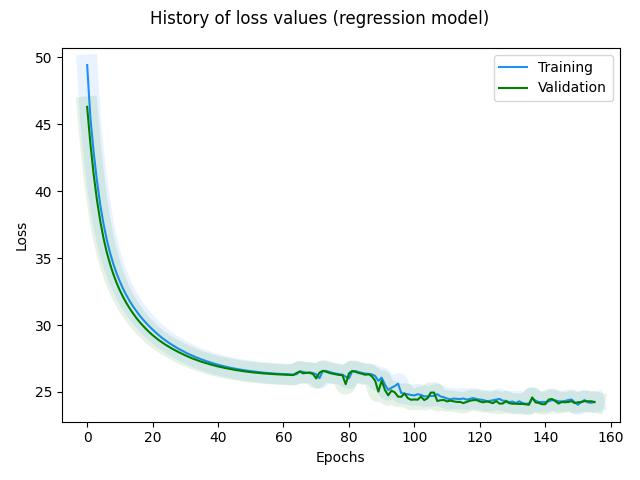 History of loss values (regression model)
50
45
40
35
30
25
Loss
Training
Validation
0 20 40 60 80 100 120 140 160
Epochs